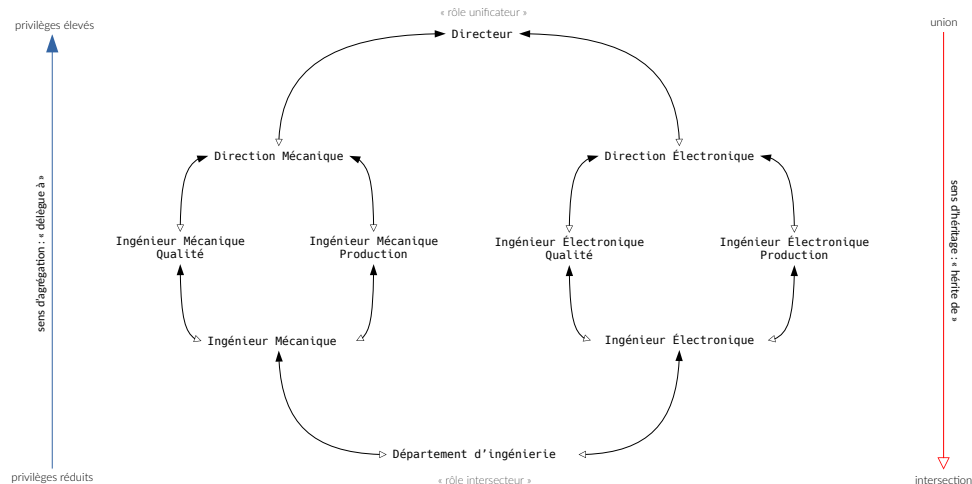 « rôle unificateur »
privilèges élevés
union
Directeur
Direction Mécanique
Direction Électronique
sens d'agrégation : « délègue à »
sens d'héritage : « hérite de »
Ingénieur Mécanique
Qualité
Ingénieur Mécanique
Production
Ingénieur Électronique
Qualité
Ingénieur Électronique
Production
Ingénieur Mécanique
Ingénieur Électronique
Département d’ingénierie
privilèges réduits
« rôle intersecteur »
intersection